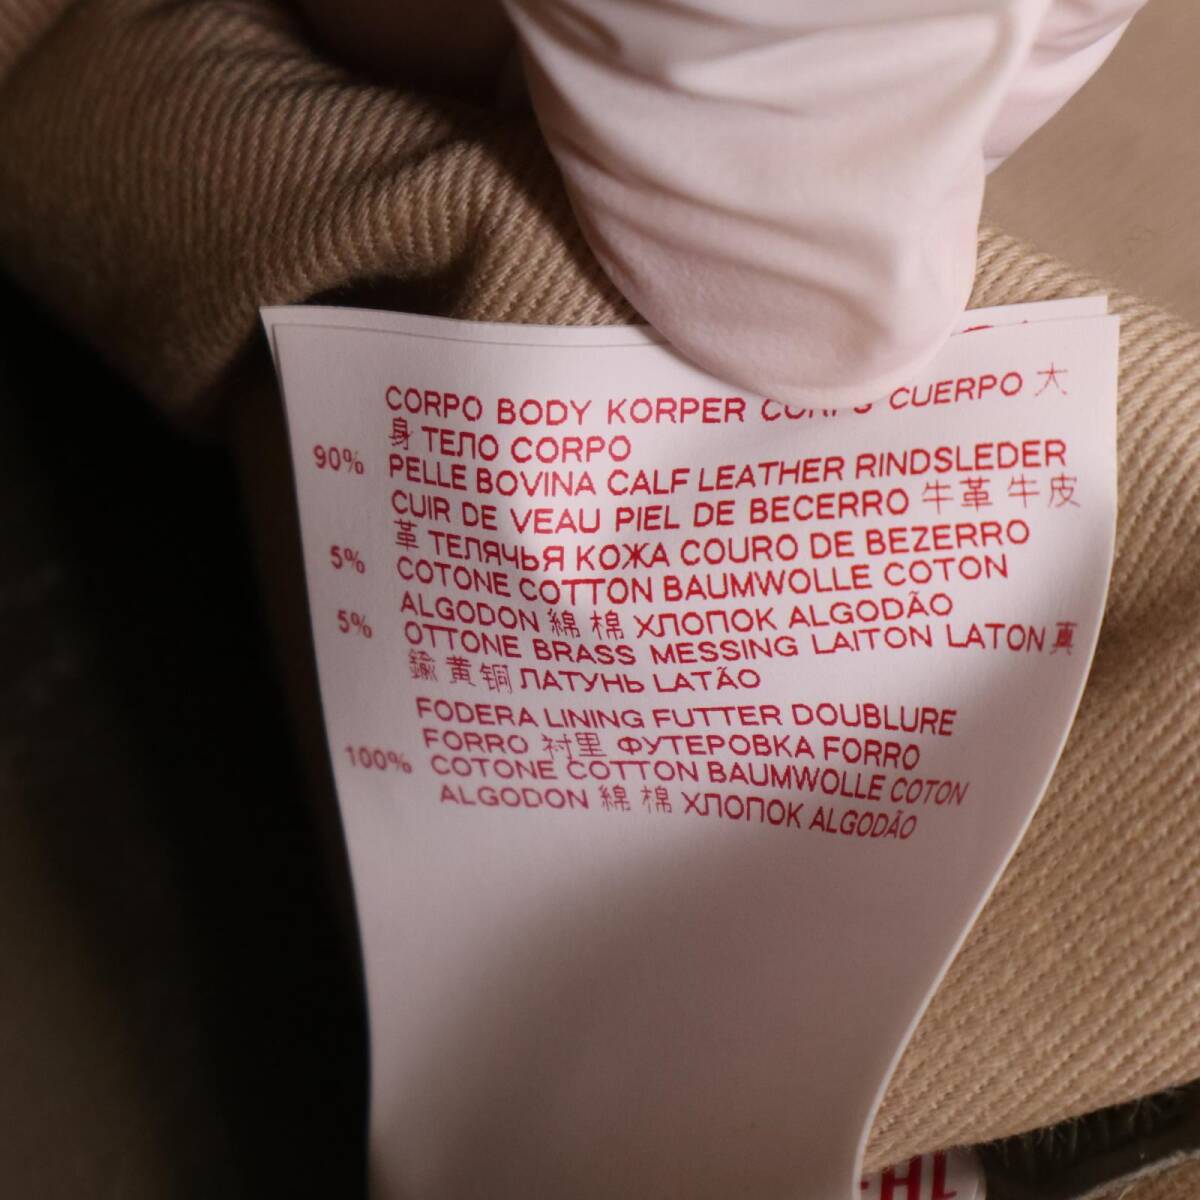 CORPO BODY KORPER CORPS CUERPO 大
身 ТЕЛО CORPO
90% PELLE BOVINA CALF LEATHER RINDSLEDER
CUIR DE VEAU PIEL DE BECERRO 牛革 牛皮
革 ТЕЛЯЧЬЯ КОЖА COURO DE BEZERRO
5% COTONE COTTON BAUMWOLLE COTON
ALGODON 綿 棉 ХЛОПОК ALGODÃO
5% OTTONE BRASS MESSING LAITON LATON 真
鍮 黄铜 ЛАТУНЬ LATÃO
FODERA LINING FUTTER DOUBLURE
FORRO 衬里 ФУТЕРОВКА FORRO
100% COTONE COTTON BAUMWOLLE COTON
ALGODON 綿 棉 ХЛОПОК ALGODÃO